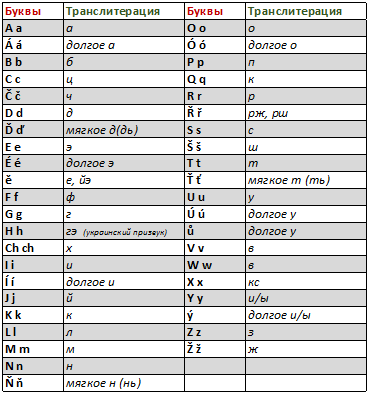 Буквы Транслитерация Буквы Транслитерация
A a а O o о
Á á долгое а Ó ó долгое о
B b б P p п
C c ц Q q к
Č č ч R r р
D d д Ř ř рж, рш
Ď ď мягкое д(дь) S s с
E e э Š š ш
É é долгое э T t т
ě е, йэ Ť ť мягкое т (ть)
F f ф U u у
G g г Ú ú долгое у
H h гэ (украинский призвук) ů долгое у
Ch ch х V v в
I i и W w в
Í í долгое и X x кс
J j й Y y и/ы
K k к ý долгое и/ы
L l л Z z з
M m м Ž ž ж
N n н
Ň ň мягкое н (нь)